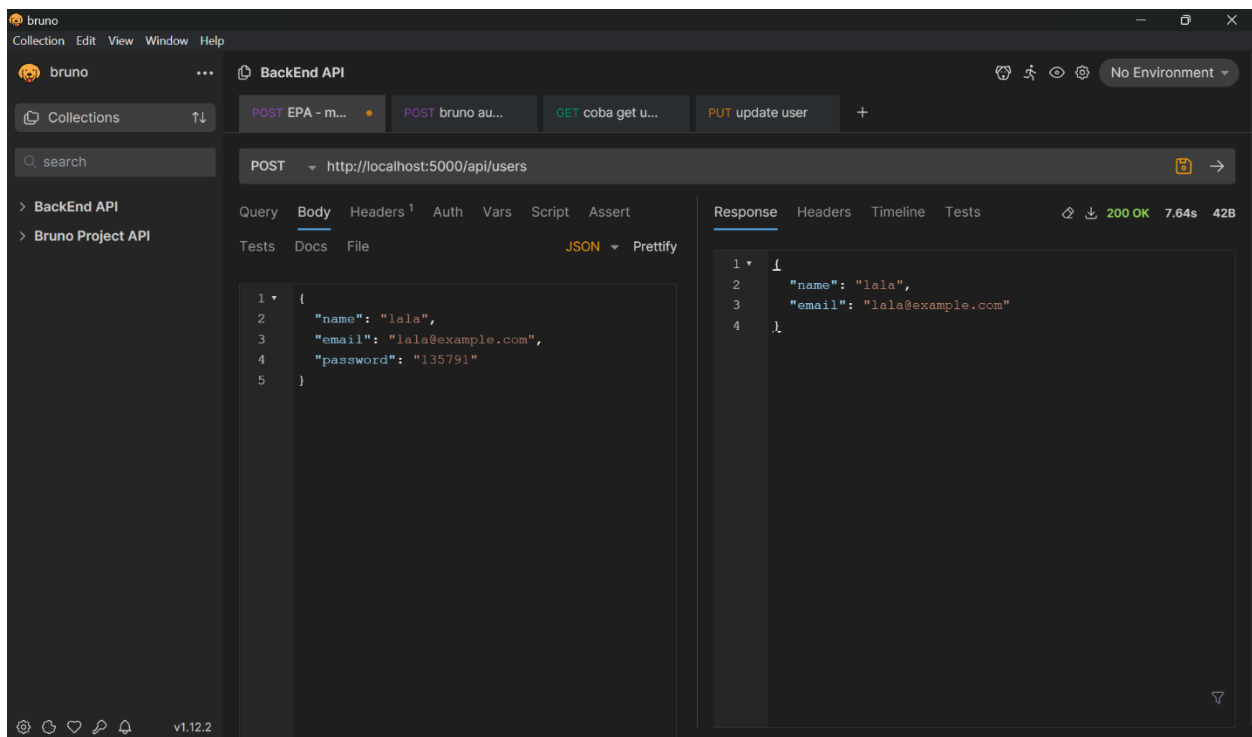 bruno
Collection Edit View Window Help
bruno
BackEnd API
No Environment
Collections
POST EPA - m...
POST bruno au...
GET coba get u...
PUT update user
+
search
POST http://localhost:5000/api/users
BackEnd API
Bruno Project API
Query Body Headers 1 Auth Vars Script Assert
Tests Docs File JSON Prettify
1 {
2 "name": "lala",
3 "email": "lala@example.com",
4 "password": "135791"
5 }
Response Headers Timeline Tests 200 OK 7.64s 42B
1 {
2 "name": "lala",
3 "email": "lala@example.com"
4 }
v1.12.2